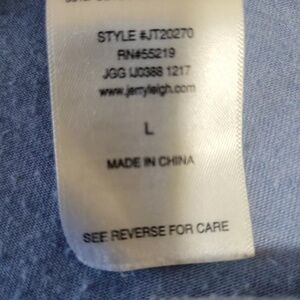 STYLE #JT20270
RN#55219
JGG IJ0388 1217
www.jerryleigh.com
L
MADE IN CHINA
SEE REVERSE FOR CARE